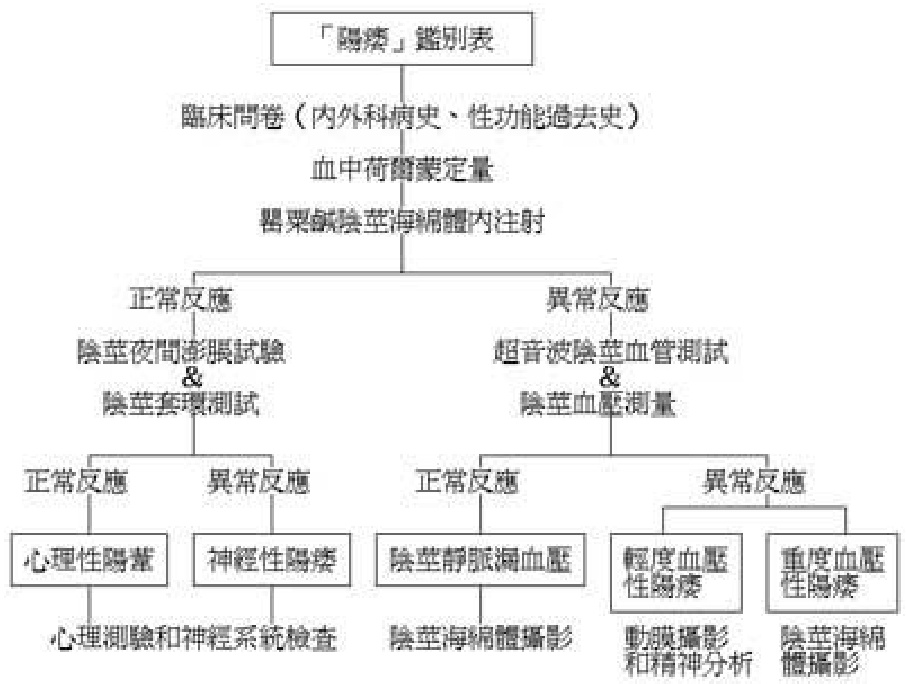 「陽痿」鑑別表
臨床問卷(內外科病史、性功能過去史)
血中荷爾蒙定量
罌粟鹹陰莖海綿體內注射
正常反應
異常反應
陰莖夜間澎脹試驗
&
陰莖套環測試
超音波陰莖血管測試
&
陰莖血壓測量
正常反應
異常反應
正常反應
異常反應
心理性陽萎
神經性陽痿
陰莖靜脈漏血壓
輕度血壓
性陽痿
重度血壓
性陽痿
心理測驗和神經系統檢查
陰莖海綿體攝影
動膜攝影
和精神分析
陰莖海綿
體攝影